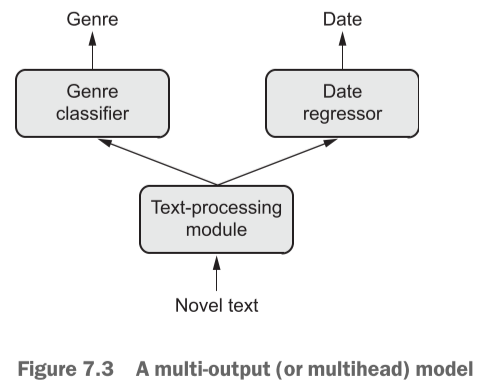 Genre
Date
Genre
classifier
Date
regressor
Text-processing
module
Novel text
Figure 7.3 A multi-output (or multihead) model